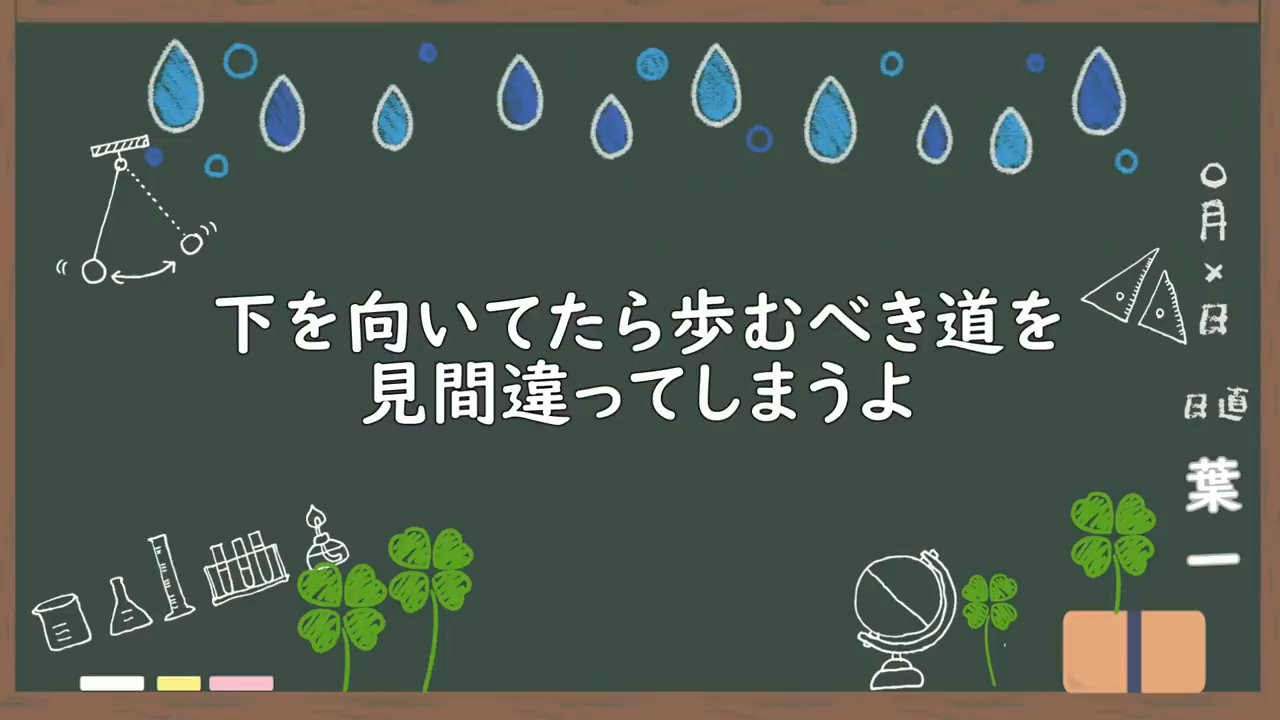 下を向いてたら歩むべき道を
見間違ってしまうよ
〇月×日
日直
葉一